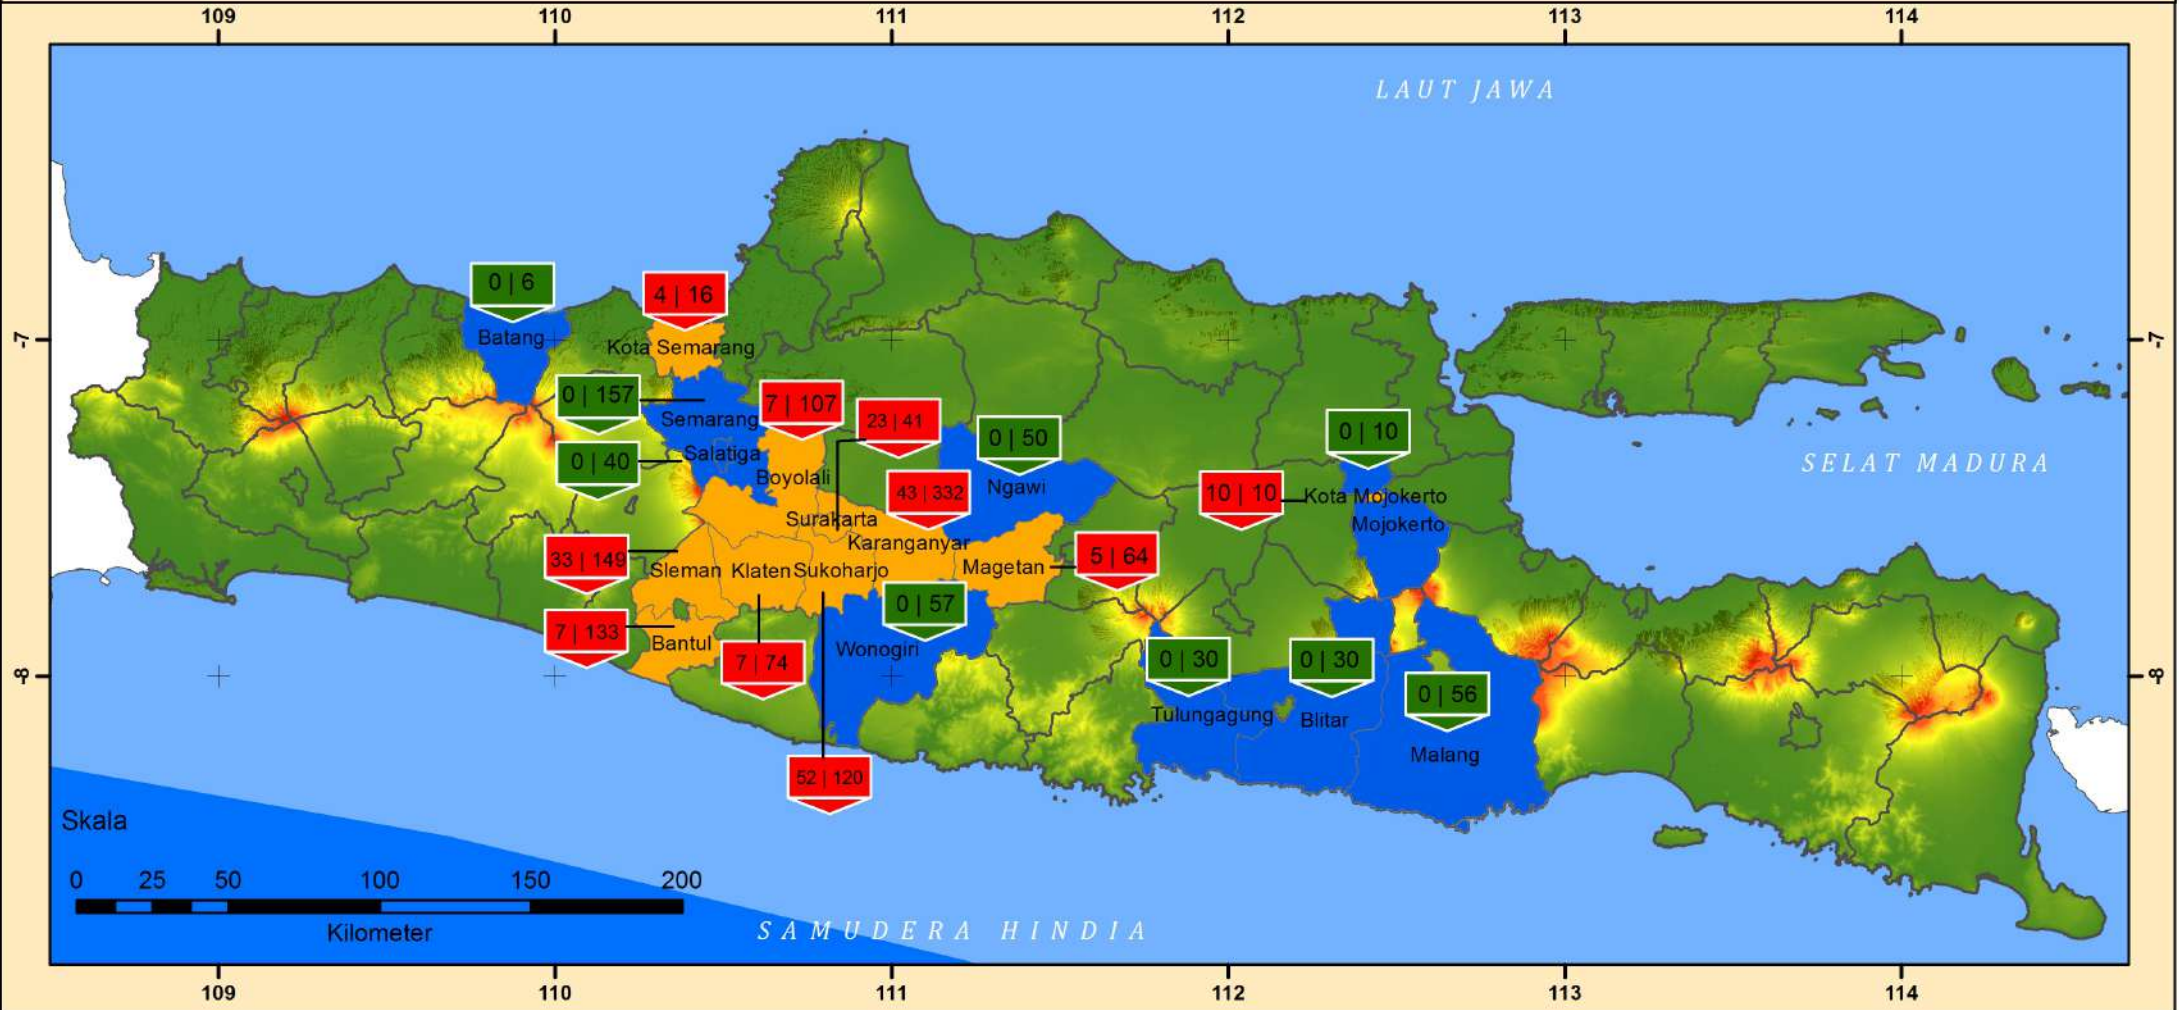 109 110 111 112 113 114
LAUT JAWA
0 | 6
4 | 16
-7
Batang
Kota Semarang
-7
0 | 157
7 | 107
23 | 41
Semarang
0 | 50
0 | 10
0 | 40
Salatiga
SELAT MADURA
Boyolali
43 | 332
Ngawi
10 | 10
Kota Mojokerto
Surakarta
Mojokerto
Karanganyar
33 | 149
Sleman
Klaten
Sukoharjo
Magetan
5 | 64
0 | 57
7 | 133
Bantul
Wonogiri
7 | 74
0 | 30
0 | 30
-8
-8
0 | 56
Tulungagung
Blitar
Malang
52 | 120
Skala
0 25 50 100 150 200
Kilometer
SAMUDERA HINDIA
109 110 111 112 113 114